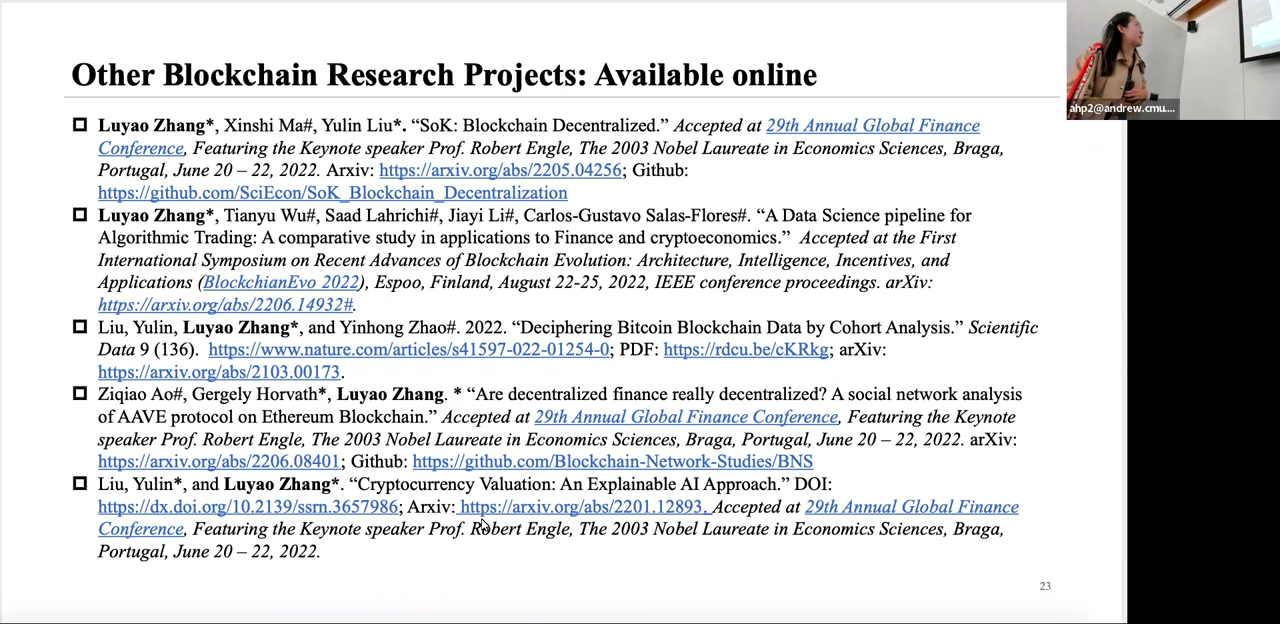 Other Blockchain Research Projects: Available online
Luyao Zhang*, Xinshi Ma#, Yulin Liu*. “SoK: Blockchain Decentralized.” Accepted at 29th Annual Global Finance
Conference, Featuring the Keynote speaker Prof. Robert Engle, The 2003 Nobel Laureate in Economics Sciences, Braga,
Portugal, June 20 – 22, 2022. Arxiv: https://arxiv.org/abs/2205.04256; Github:
https://github.com/SciEcon/SoK_Blockchain_Decentralization
Luyao Zhang*, Tianyu Wu#, Saad Lahrichi#, Jiayi Li#, Carlos-Gustavo Salas-Flores#. “A Data Science pipeline for
Algorithmic Trading: A comparative study in applications to Finance and cryptoeconomics.” Accepted at the First
International Symposium on Recent Advances of Blockchain Evolution: Architecture, Intelligence, Incentives, and
Applications (BlockchianEvo 2022), Espoo, Finland, August 22-25, 2022, IEEE conference proceedings. arXiv:
https://arxiv.org/abs/2206.14932#.
Liu, Yulin, Luyao Zhang*, and Yinhong Zhao#. 2022. “Deciphering Bitcoin Blockchain Data by Cohort Analysis.” Scientific
Data 9 (136). https://www.nature.com/articles/s41597-022-01254-0; PDF: https://rdcu.be/cKRkg; arXiv:
https://arxiv.org/abs/2103.00173.
Ziqiao Ao#, Gergely Horvath*, Luyao Zhang. * “Are decentralized finance really decentralized? A social network analysis
of AAVE protocol on Ethereum Blockchain.” Accepted at 29th Annual Global Finance Conference, Featuring the Keynote
speaker Prof. Robert Engle, The 2003 Nobel Laureate in Economics Sciences, Braga, Portugal, June 20 – 22, 2022. arXiv:
https://arxiv.org/abs/2206.08401; Github: https://github.com/Blockchain-Network-Studies/BNS
Liu, Yulin*, and Luyao Zhang*. “Cryptocurrency Valuation: An Explainable AI Approach.” DOI:
https://dx.doi.org/10.2139/ssrn.3657986; Arxiv: https://arxiv.org/abs/2201.12893. Accepted at 29th Annual Global Finance
Conference, Featuring the Keynote speaker Prof. Robert Engle, The 2003 Nobel Laureate in Economics Sciences, Braga,
Portugal, June 20 – 22, 2022.
23
ahp2@andrew.cmu....